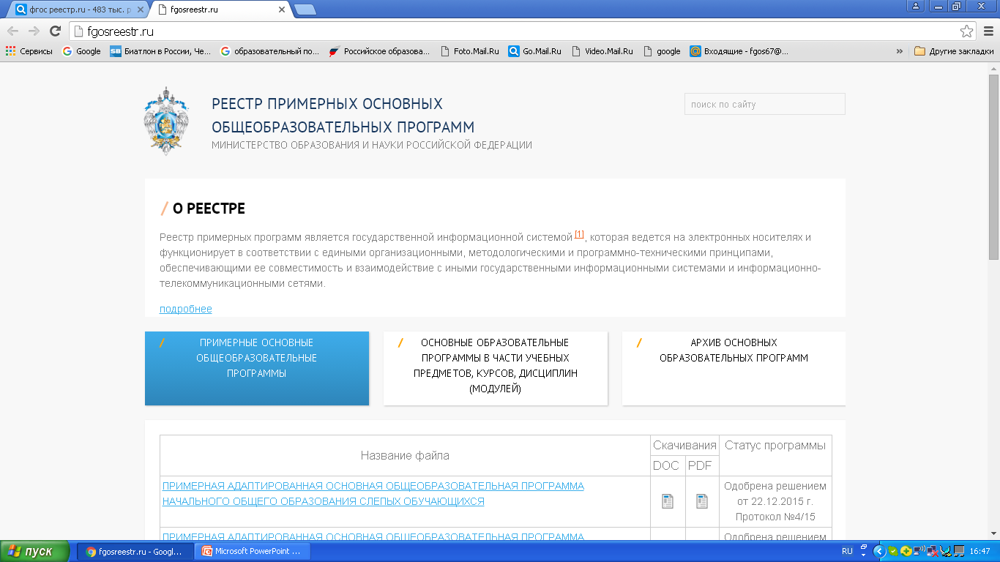 фгос реестр.ru - 483 тыс. р
fgosreestr.ru
fgosreestr.ru
Сервисы
Google
Биатлон в России, Че...
образовательный по...
Российское образова...
Foto.Mail.Ru
Go.Mail.Ru
Video.Mail.Ru
google
Входящие - fgos67@...
»
Другие закладки
РЕЕСТР ПРИМЕРНЫХ ОСНОВНЫХ
ОБЩЕОБРАЗОВАТЕЛЬНЫХ ПРОГРАММ
МИНИСТЕРСТВО ОБРАЗОВАНИЯ И НАУКИ РОССИЙСКОЙ ФЕДЕРАЦИИ
поиск по сайту
/ О РЕЕСТРЕ
Реестр примерных программ является государственной информационной системой [1], которая ведется на электронных носителях и
функционирует в соответствии с едиными организационными, методологическими и программно-техническими принципами,
обеспечивающими ее совместимость и взаимодействие с иными государственными информационными системами и информационно-
телекоммуникационными сетями.
подробнее
/ ПРИМЕРНЫЕ ОСНОВНЫЕ
ОБЩЕОБРАЗОВАТЕЛЬНЫЕ
ПРОГРАММЫ
/ ОСНОВНЫЕ ОБРАЗОВАТЕЛЬНЫЕ
ПРОГРАММЫ В ЧАСТИ УЧЕБНЫХ
ПРЕДМЕТОВ, КУРСОВ, ДИСЦИПЛИН
(МОДУЛЕЙ)
/ АРХИВ ОСНОВНЫХ
ОБРАЗОВАТЕЛЬНЫХ ПРОГРАММ
Название файла
Скачивания
DOC
PDF
Статус программы
ПРИМЕРНАЯ АДАПТИРОВАННАЯ ОСНОВНАЯ ОБЩЕОБРАЗОВАТЕЛЬНАЯ ПРОГРАММА
НАЧАЛЬНОГО ОБЩЕГО ОБРАЗОВАНИЯ СЛЕПЫХ ОБУЧАЮЩИХСЯ
Одобрена решением
от 22.12.2015 г.
Протокол №4/15
ПРИМЕРНАЯ АДАПТИРОВАННАЯ ОСНОВНАЯ ОБЩЕОБРАЗОВАТЕЛЬНАЯ ПРОГРАММА
Одобрена решением
пуск
fgosreestr.ru - Googl...
Microsoft PowerPoint ...
RU
16:47